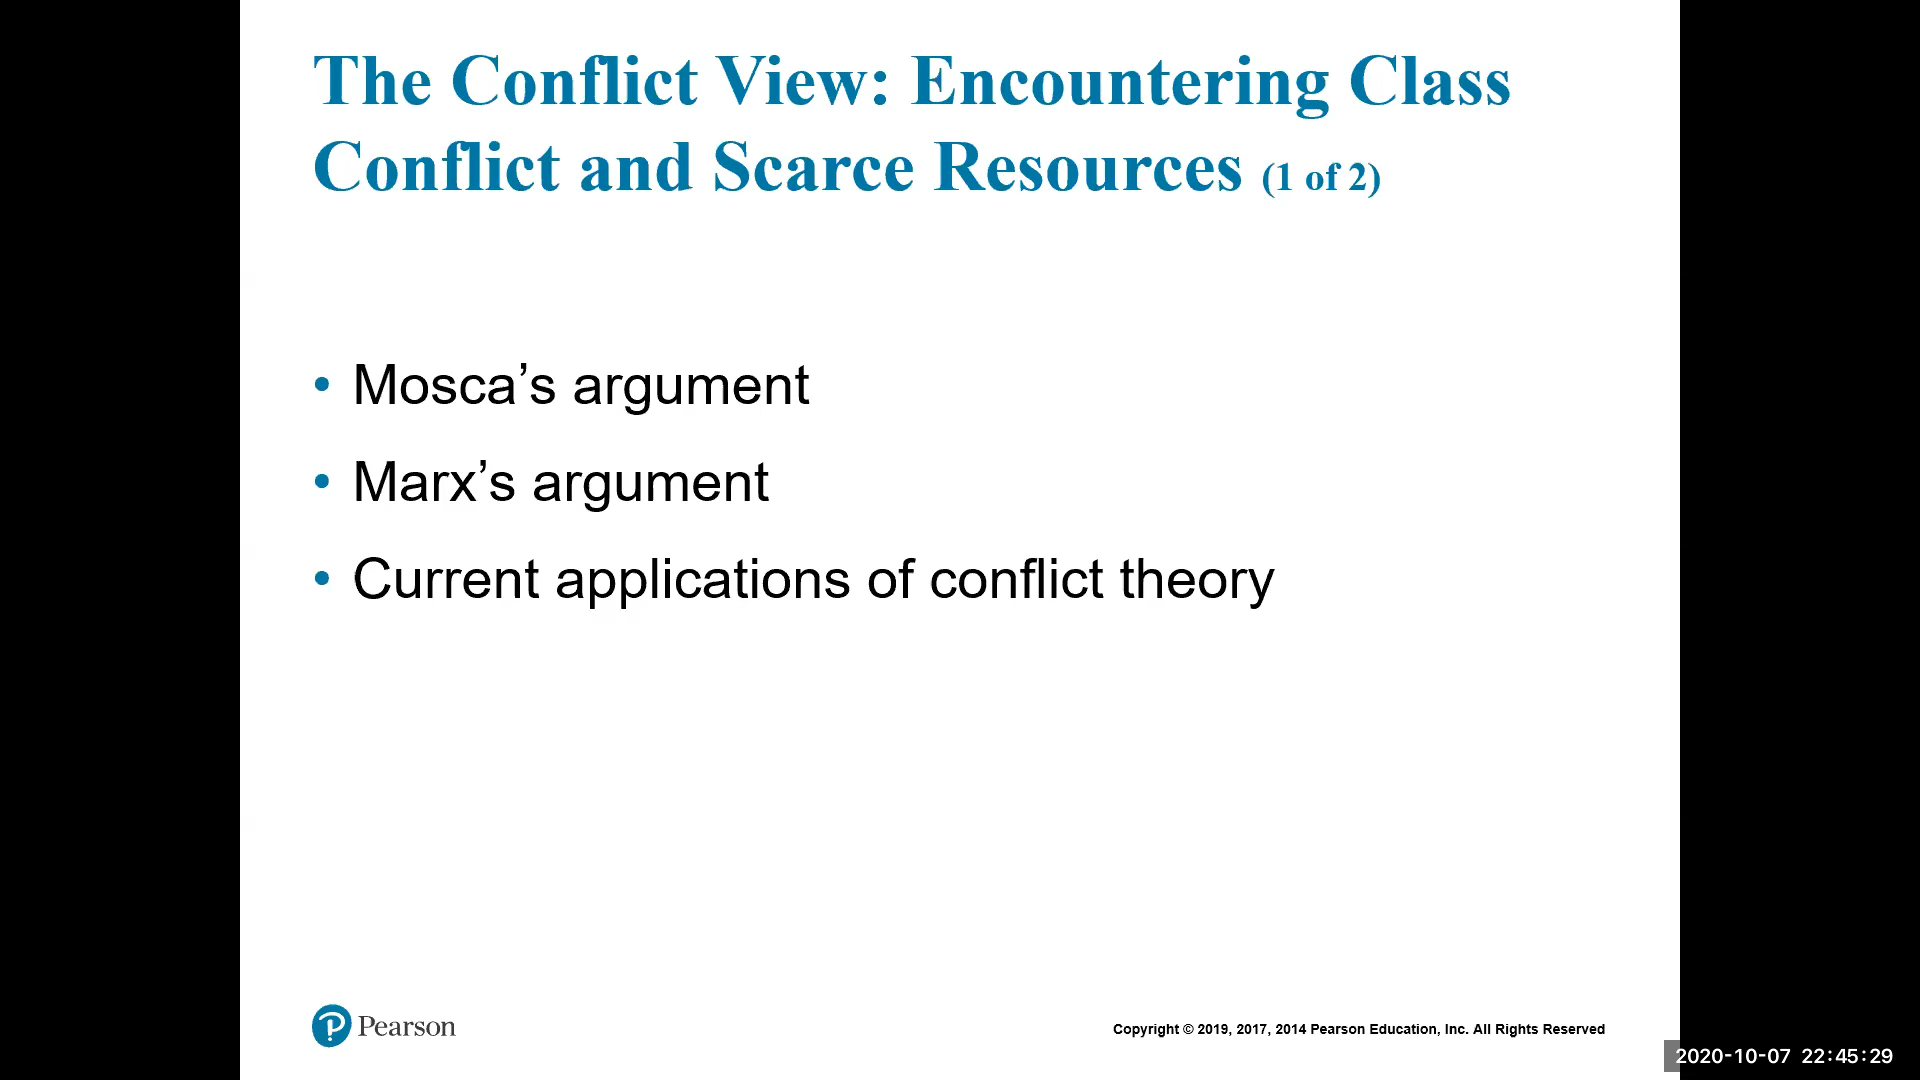 The Conflict View: Encountering Class
Conflict and Scarce Resources (1 of 2)
• Mosca’s argument
• Marx’s argument
• Current applications of conflict theory
Pearson
Copyright © 2019, 2017, 2014 Pearson Education, Inc. All Rights Reserved
2020-10-07 22:45:29